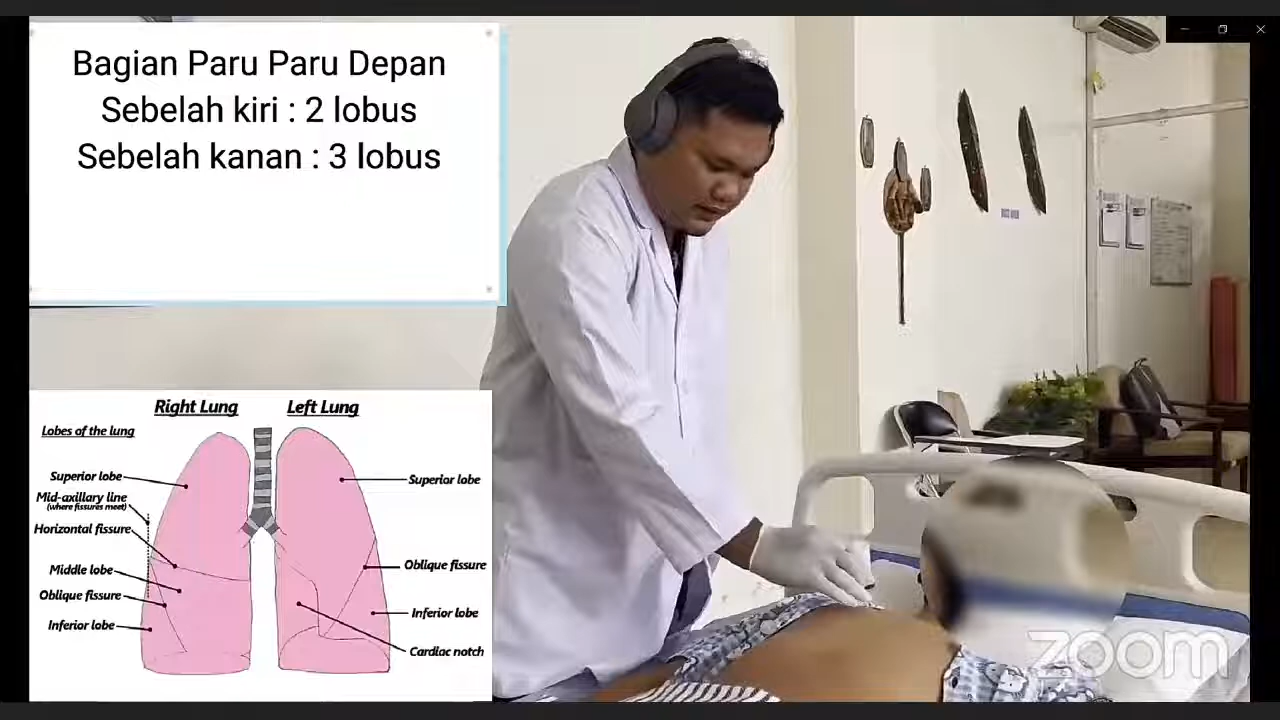 Bagian Paru Paru Depan
Sebelah kiri : 2 lobus
Sebelah kanan : 3 lobus
Right Lung
Left Lung
Lobes of the lung
Superior lobe
Mid-axillary line
(where fissures meet)
Horizontal fissure
Middle lobe
Oblique fissure
Inferior lobe
Superior lobe
Oblique fissure
Inferior lobe
Cardiac notch
zoom